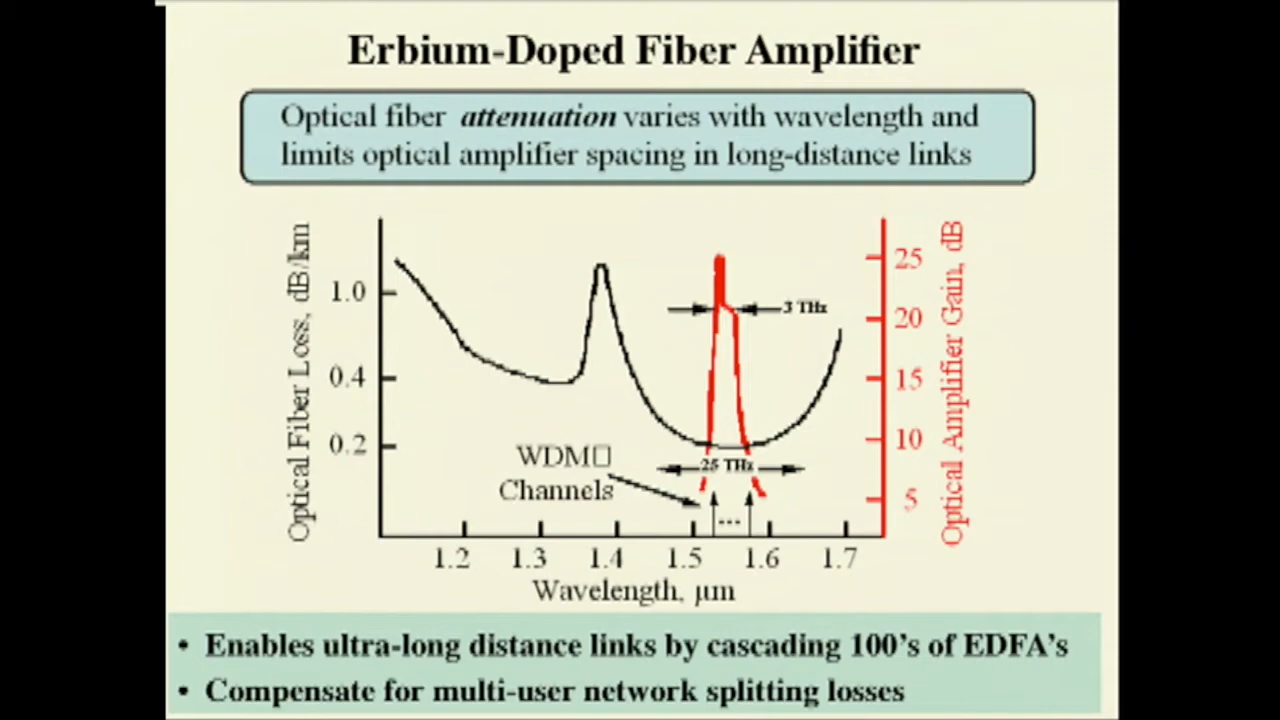 Erbium-Doped Fiber Amplifier
Optical fiber attenuation varies with wavelength and
limits optical amplifier spacing in long-distance links
Optical Fiber Loss, dB/km
1.0
0.4
0.2
3 THz
25 THz
WDM□
Channels
...
25
20
15
10
5
Optical Amplifier Gain, dB
1.2 1.3 1.4 1.5 1.6 1.7
Wavelength, μm
• Enables ultra-long distance links by cascading 100's of EDFA's
• Compensate for multi-user network splitting losses